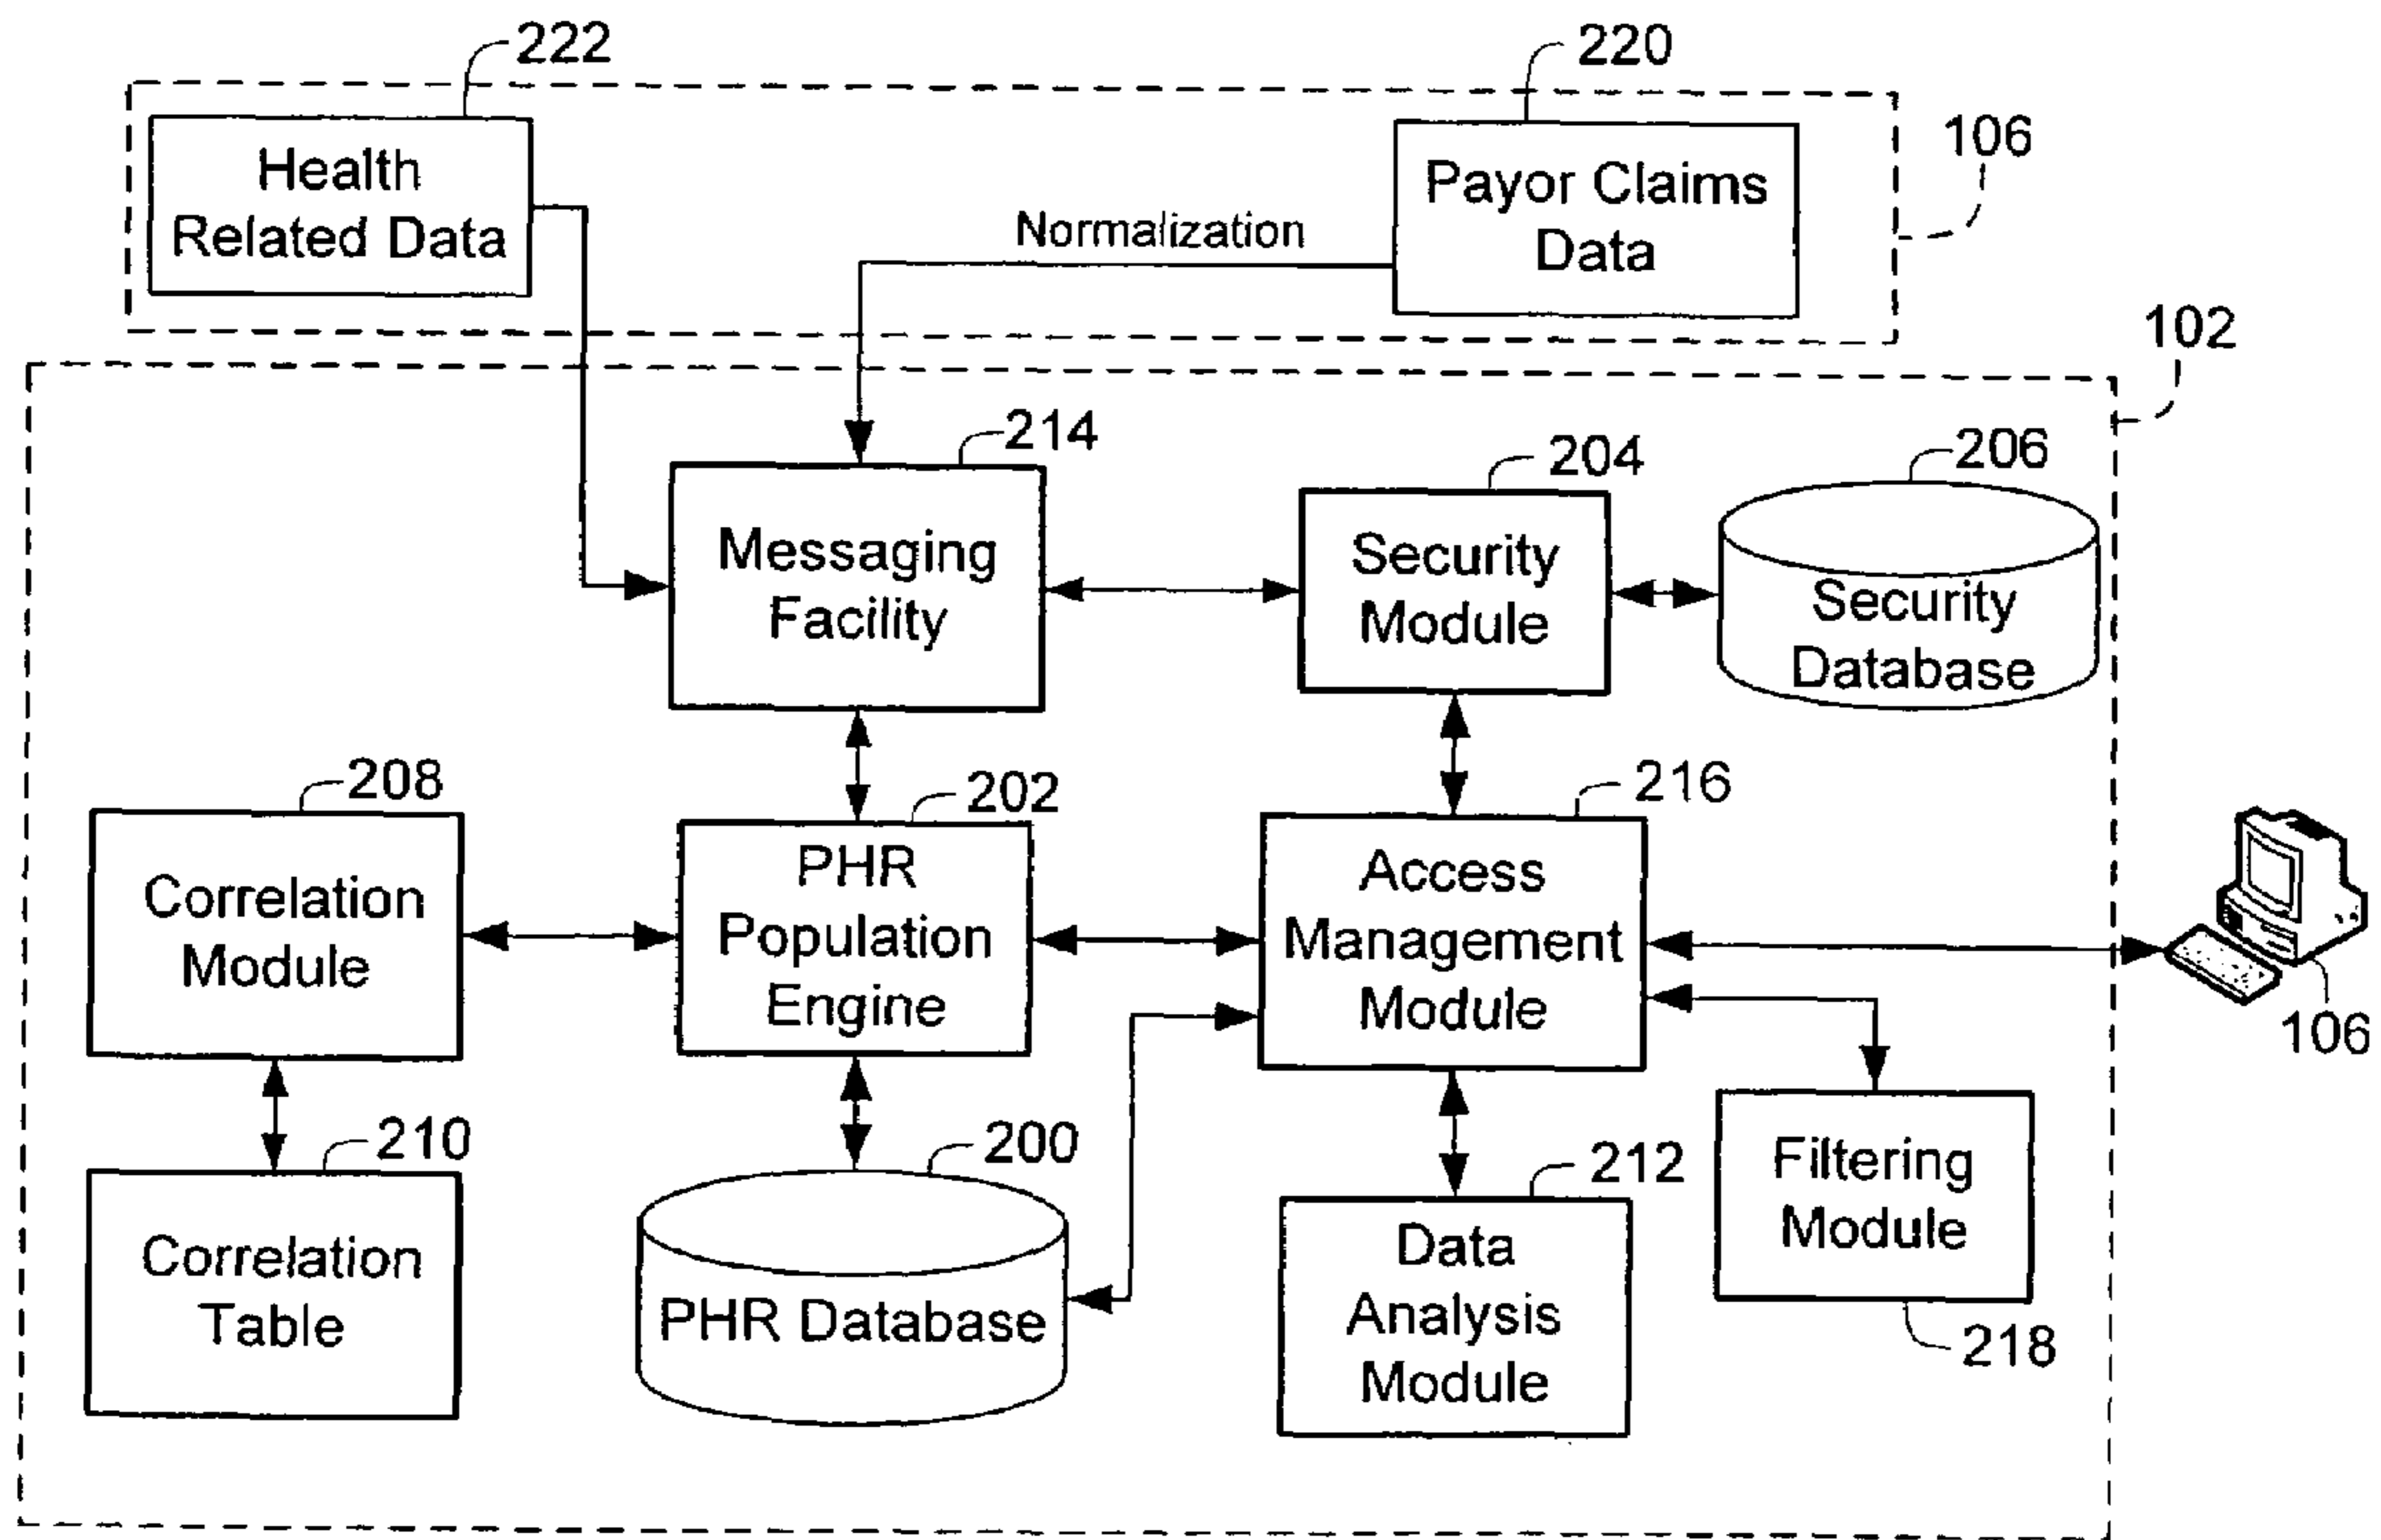 222
220
Health
Related Data
Payor Claims
Data
106
Normalization
102
214
204
206
Messaging
Facility
Security
Module
Security
Database
208
202
216
Correlation
Module
PHR
Population
Engine
Access
Management
Module
106
210
200
212
Filtering
Module
Correlation
Table
PHR Database
Data
Analysis
Module
218